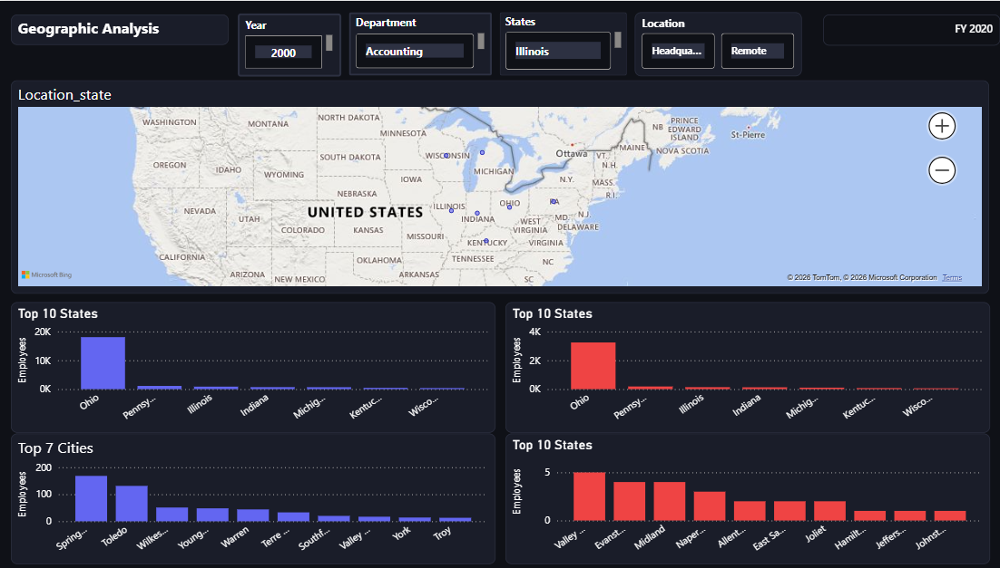 Geographic Analysis
Year
2000
Department
Accounting
States
Illinois
Location
Headqua...
Remote
FY 2020
Location_state
WASHINGTON
MONTANA
NORTH DAKOTA
MINNESOTA
OREGON
IDAHO
WYOMING
SOUTH DAKOTA
WISCONSIN
MICHIGAN
Ottawa
VT.
N.H.
MAINE
NB
PRINCE
EDWARD
ISLAND
NOVA SCOTIA
St-Pierre
NEVADA
UTAH
COLORADO
NEBRASKA
KANSAS
IOWA
UNITED STATES
ILLINOIS
INDIANA
OHIO
PA
N.Y.
MASS.
R.I.
N.J.
MD.
DELAWARE
WEST
VIRGINIA
VIRGINIA
MISSOURI
KENTUCKY
CALIFORNIA
ARIZONA
NEW MEXICO
OKLAHOMA
ARKANSAS
TENNESSEE
NC
SC
Microsoft Bing
© 2026 TomTom, © 2026 Microsoft Corporation Terms
Top 10 States
Employees
20K
10K
0K
Ohio
Pennsy...
Illinois
Indiana
Michig...
Kentuc...
Wisco...
Top 10 States
Employees
4K
2K
0K
Ohio
Pennsy...
Illinois
Indiana
Michig...
Kentuc...
Wisco...
Top 7 Cities
Employees
200
100
0
Spring...
Toledo
Wilkes...
Young...
Warren
Terre ...
Southf...
Valley ...
York
Troy
Top 10 States
Employees
5
0
Valley ...
Evanst...
Midland
Naper...
Allent...
East Sa...
Joliet
Hamilt...
Jeffers...
Johnst...